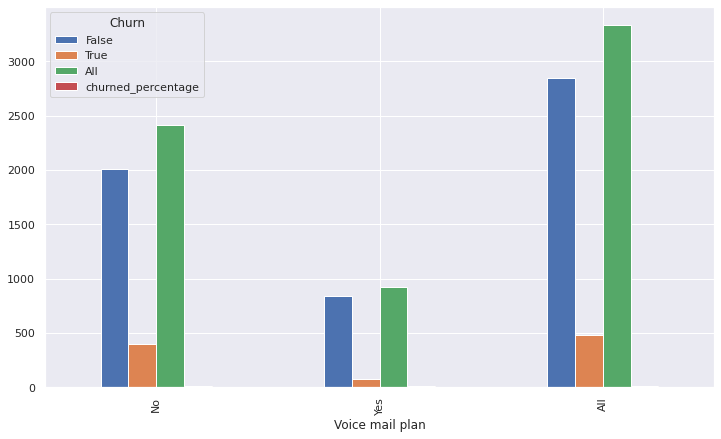 Churn
False
True
All
churned_percentage
3000
2500
2000
1500
1000
500
0
No
Yes
All
Voice mail plan